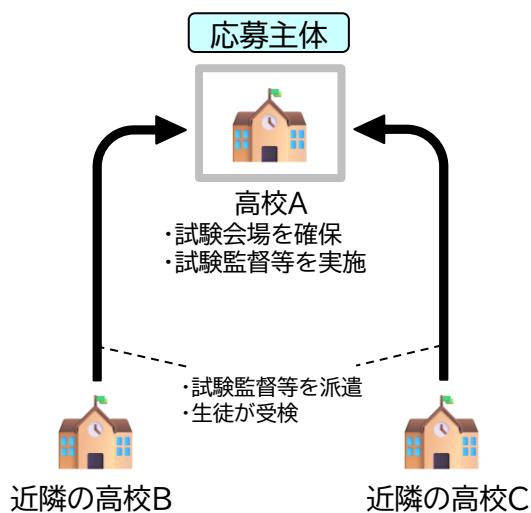 応募主体
高校A
・試験会場を確保
・試験監督等を実施
・試験監督等を派遣
・生徒が受検
近隣の高校B
近隣の高校C